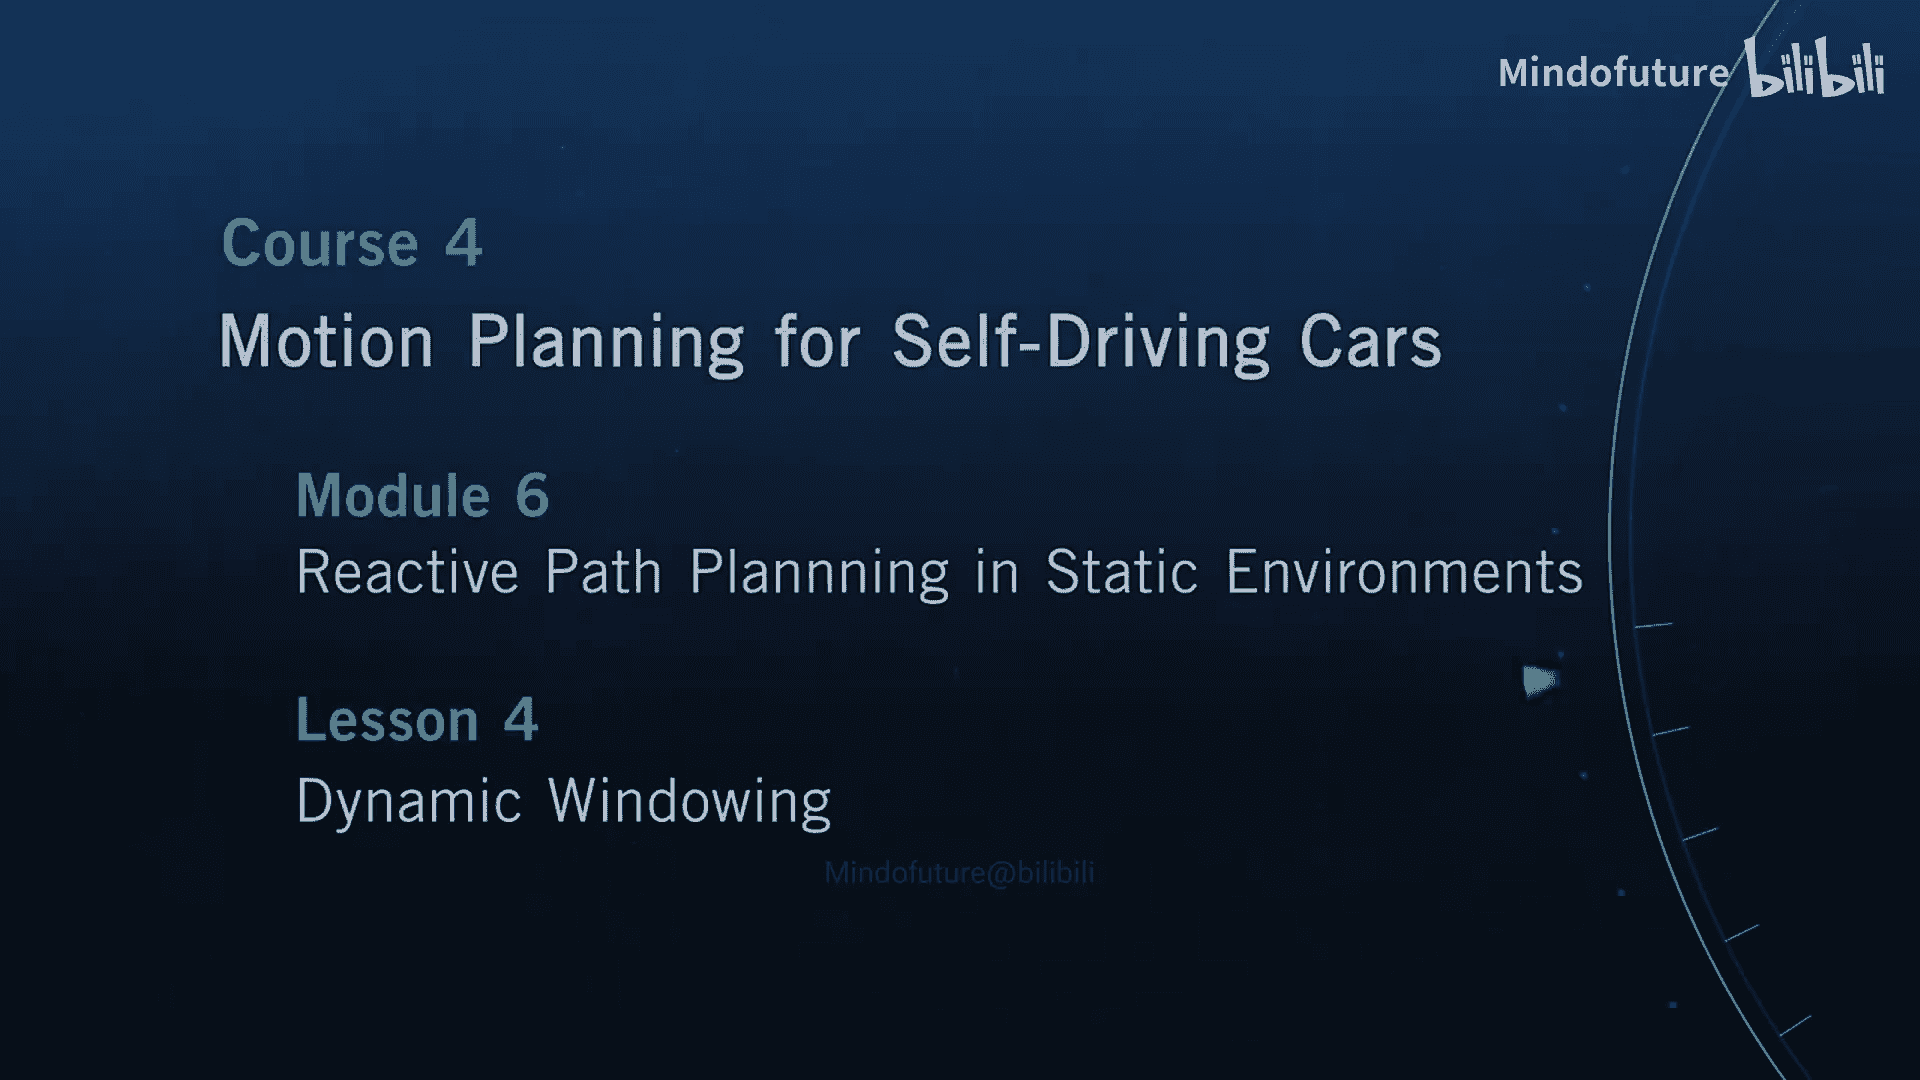 Mindofuture bilibili
Course 4
Motion Planning for Self-Driving Cars
Module 6
Reactive Path Plannning in Static Environments
Lesson 4
Dynamic Windowing
Mindofuture@bilibili